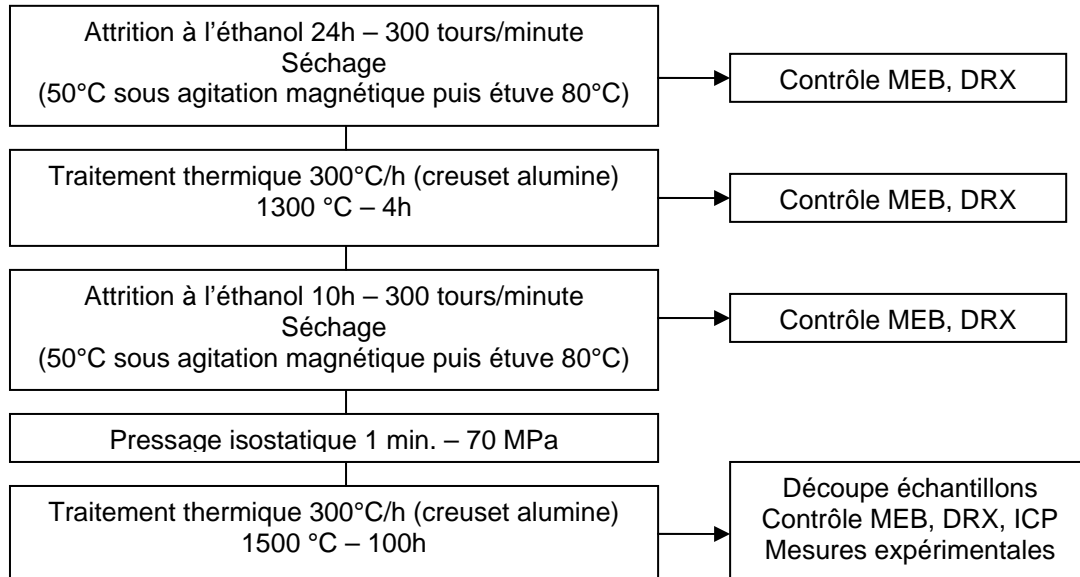 Attrition à l’éthanol 24h – 300 tours/minute
Séchage
(50°C sous agitation magnétique puis étuve 80°C)
Contrôle MEB, DRX
Traitement thermique 300°C/h (creuset alumine)
1300 °C – 4h
Contrôle MEB, DRX
Attrition à l’éthanol 10h – 300 tours/minute
Séchage
(50°C sous agitation magnétique puis étuve 80°C)
Contrôle MEB, DRX
Pressage isostatique 1 min. – 70 MPa
Traitement thermique 300°C/h (creuset alumine)
1500 °C – 100h
Découpe échantillons
Contrôle MEB, DRX, ICP
Mesures expérimentales